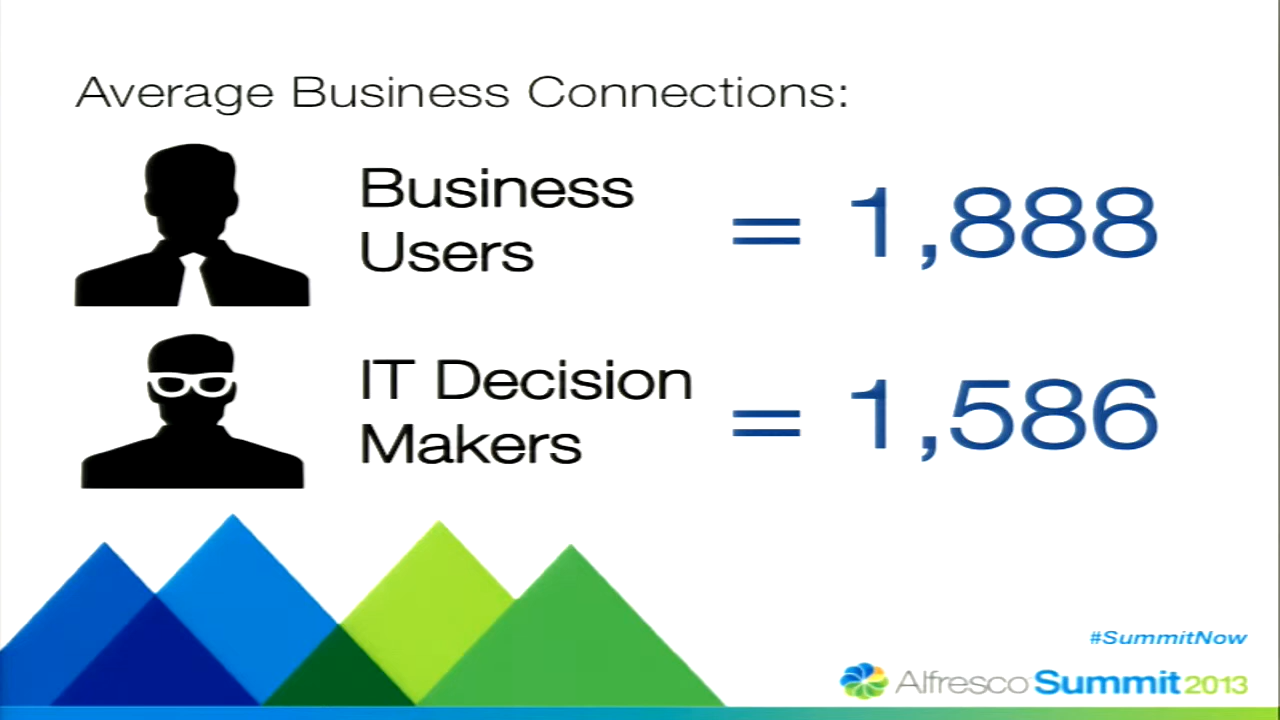 Average Business Connections:
Business
Users
= 1,888
IT Decision
Makers
= 1,586
#SummitNow
Alfresco Summit 2013